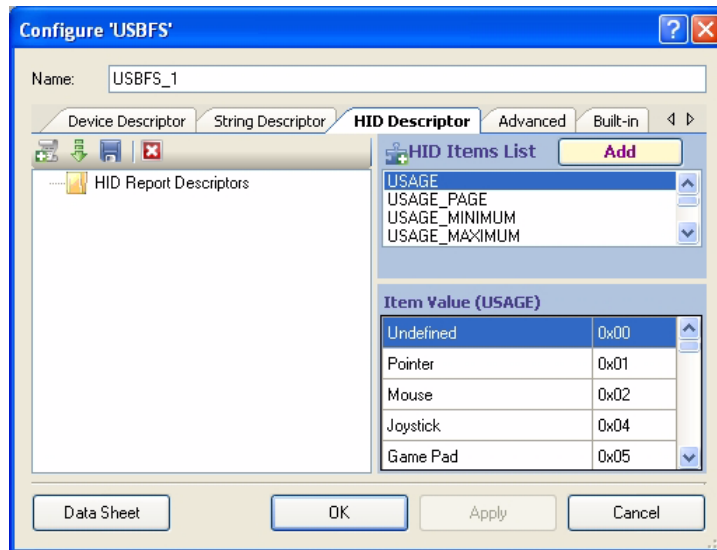 Configure 'USBFS'
Name: USBFS_1
Device Descriptor String Descriptor HID Descriptor Advanced Built-in
HID Items List Add
HID Report Descriptors
USAGE
USAGE_PAGE
USAGE_MINIMUM
USAGE_MAXIMUM
Item Value (USAGE)
Undefined 0x00
Pointer 0x01
Mouse 0x02
Joystick 0x04
Game Pad 0x05
Data Sheet OK Apply Cancel